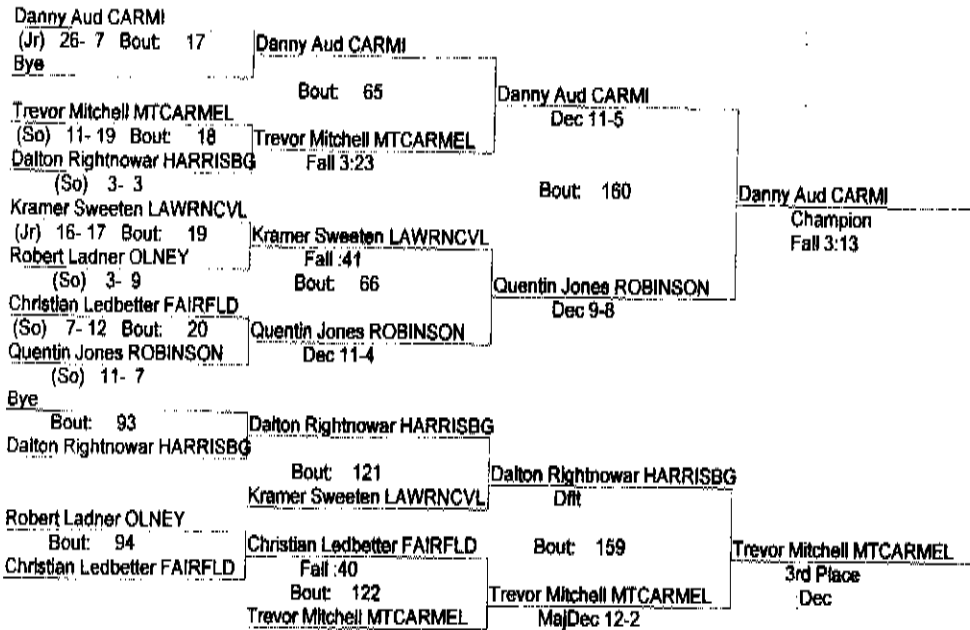 Danny Aud CARMI
(Jr) 26- 7 Bout: 17
Bye
Danny Aud CARMI
Bout: 65
Trevor Mitchell MTCARMEL
(So) 11- 19 Bout: 18
Dalton Rightnowar HARRISBG
(So) 3- 3
Trevor Mitchell MTCARMEL
Fall 3:23
Danny Aud CARMI
Dec 11-5
Bout: 160
Kramer Sweeten LAWRNCVL
(Jr) 16- 17 Bout: 19
Robert Ladner OLNEY
(So) 3- 9
Kramer Sweeten LAWRNCVL
Fall :41
Bout: 66
Christian Ledbetter FAIRFLD
(So) 7- 12 Bout: 20
Quentin Jones ROBINSON
(So) 11- 7
Quentin Jones ROBINSON
Dec 11-4
Quentin Jones ROBINSON
Dec 9-8
Danny Aud CARMI
Champion
Fall 3:13
Bye
Bout: 93
Dalton Rightnowar HARRISBG
Dalton Rightnowar HARRISBG
Bout: 121
Kramer Sweeten LAWRNCVL
Dalton Rightnowar HARRISBG
Dflt
Robert Ladner OLNEY
Bout: 94
Christian Ledbetter FAIRFLD
Christian Ledbetter FAIRFLD
Fall :40
Bout: 122
Trevor Mitchell MTCARMEL
Bout: 159
Trevor Mitchell MTCARMEL
MajDec 12-2
Trevor Mitchell MTCARMEL
3rd Place
Dec